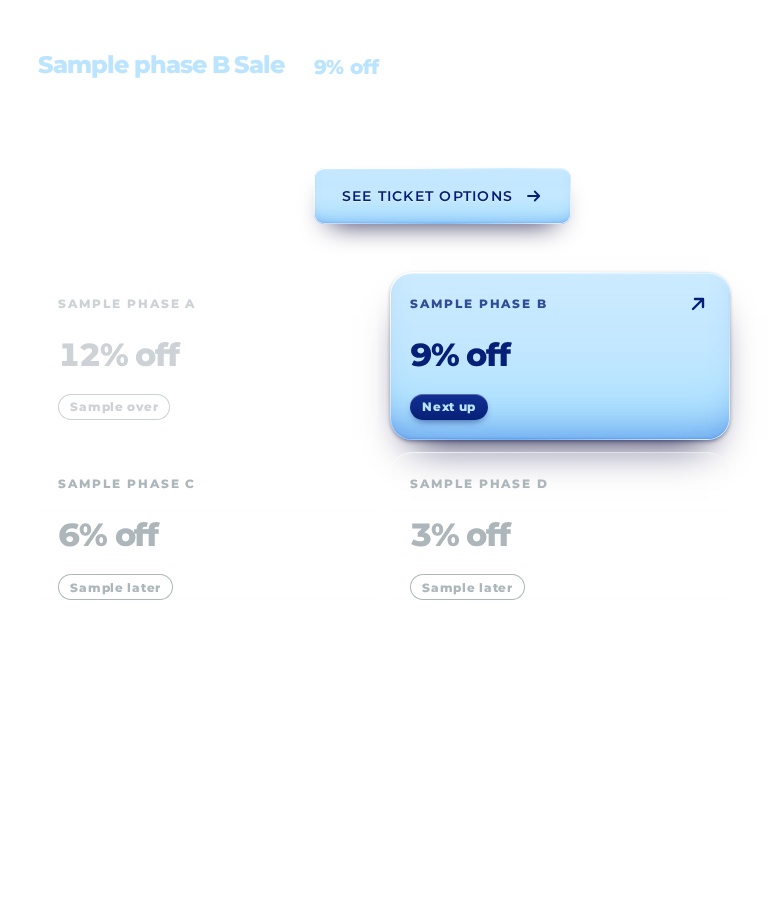 Sample phase B Sale 9% off
SEE TICKET OPTIONS
SAMPLE PHASE A
12% off
Sample over
SAMPLE PHASE B
9% off
Next up
SAMPLE PHASE C
6% off
Sample later
SAMPLE PHASE D
3% off
Sample later